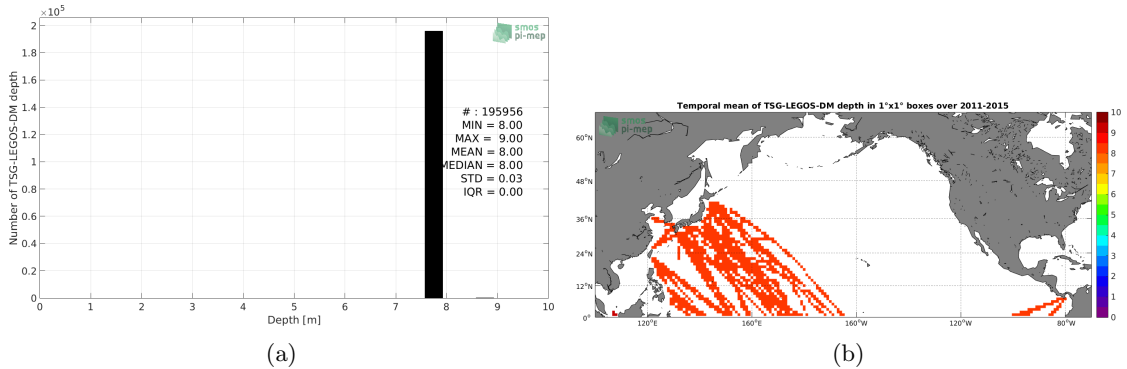 ×10⁵
2
1.8
1.6
1.4
1.2
1
0.8
0.6
0.4
0.2
0
Number of TSG-LEGOS-DM depth
smos
pi-mep
# : 195956
MIN = 8.00
MAX = 9.00
MEAN = 8.00
MEDIAN = 8.00
STD = 0.03
IQR = 0.00
0 1 2 3 4 5 6 7 8 9 10
Depth [m]
(a)
Temporal mean of TSG-LEGOS-DM depth in 1°x1° boxes over 2011-2015
smos
pi-mep
60°N
48°N
36°N
24°N
12°N
0°
120°E 160°E 160°W 120°W 80°W
10
9
8
7
6
5
4
3
2
1
0
(b)